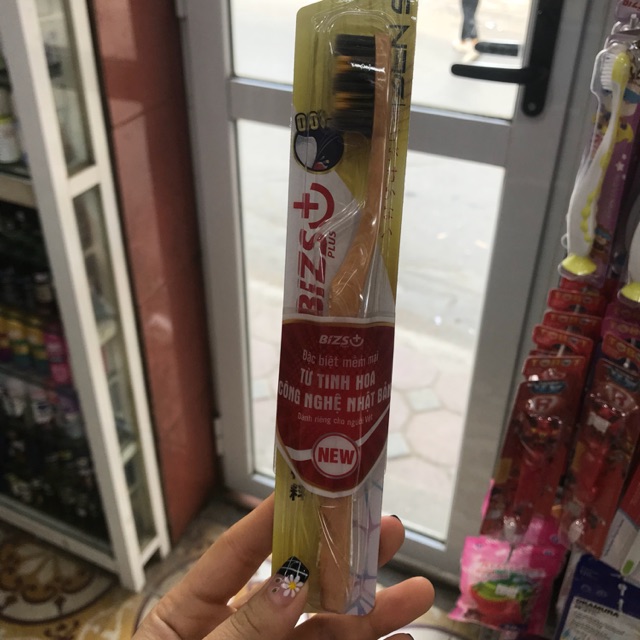 BIZS
PLUS
BIZS
Đặc biệt mềm mại
TỪ TINH HOA
CÔNG NGHỆ NHẬT BẢN
Dành riêng cho người Việt
NEW